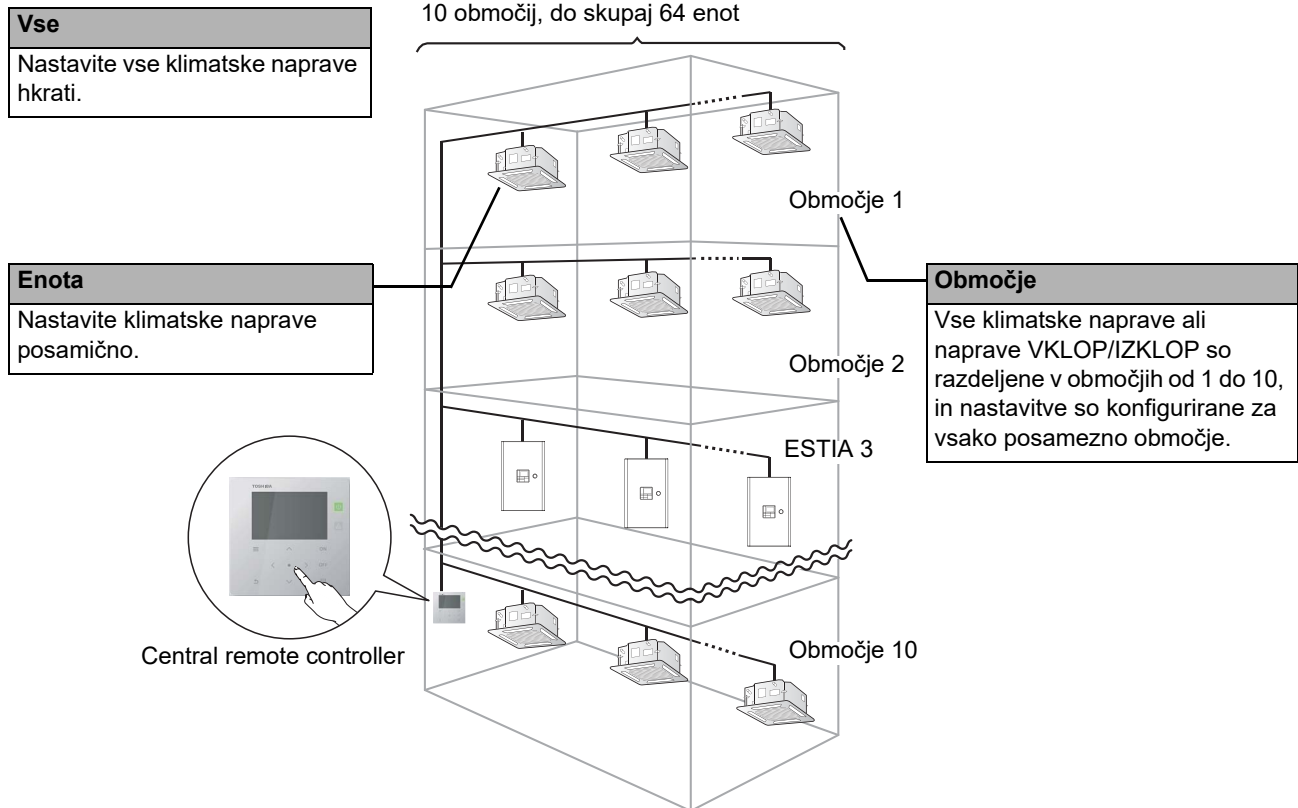 10 območij, do skupaj 64 enot
Vse
Nastavite vse klimatske naprave
hkrati.
Območje 1
Enota
Nastavite klimatske naprave
posamično.
Območje
Vse klimatske naprave ali
naprave VKLOP/IZKLOP so
razdeljene v območjih od 1 do 10,
in nastavitve so konfigurirane za
vsako posamezno območje.
Območje 2
ESTIA 3
TOSHIBA
Central remote controller
Območje 10